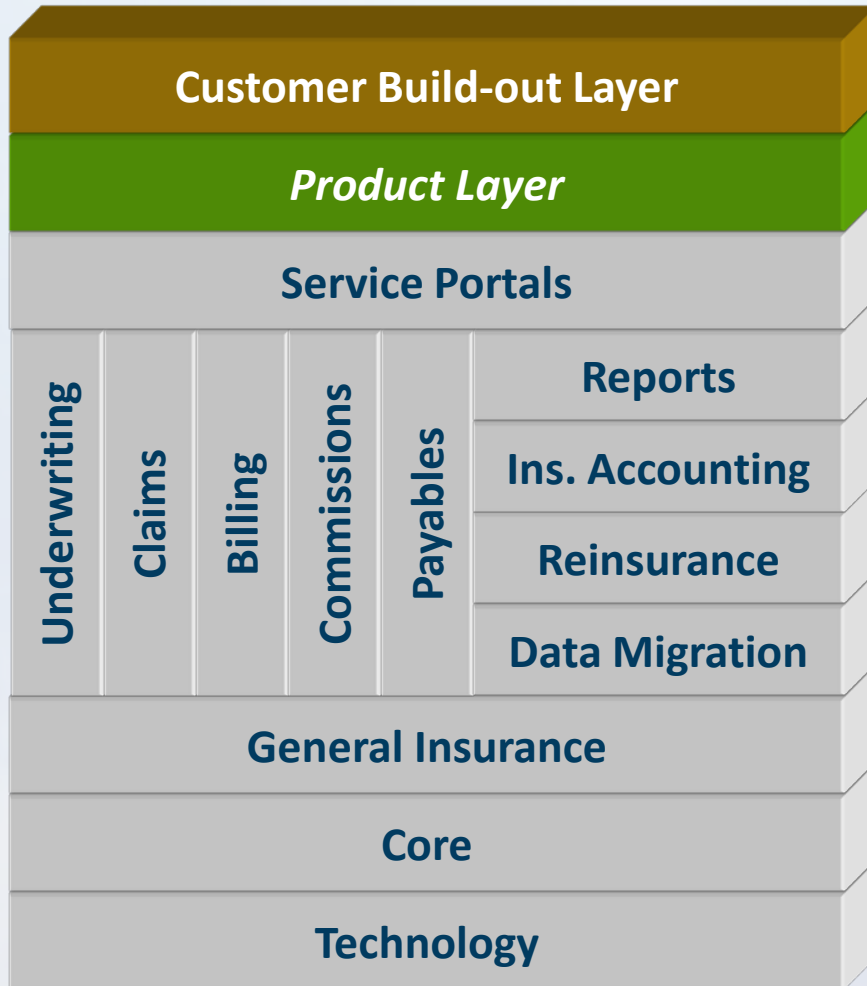 Customer Build-out Layer
Product Layer
Service Portals
Underwriting
Claims
Billing
Commissions
Payables
Reports
Ins. Accounting
Reinsurance
Data Migration
General Insurance
Core
Technology